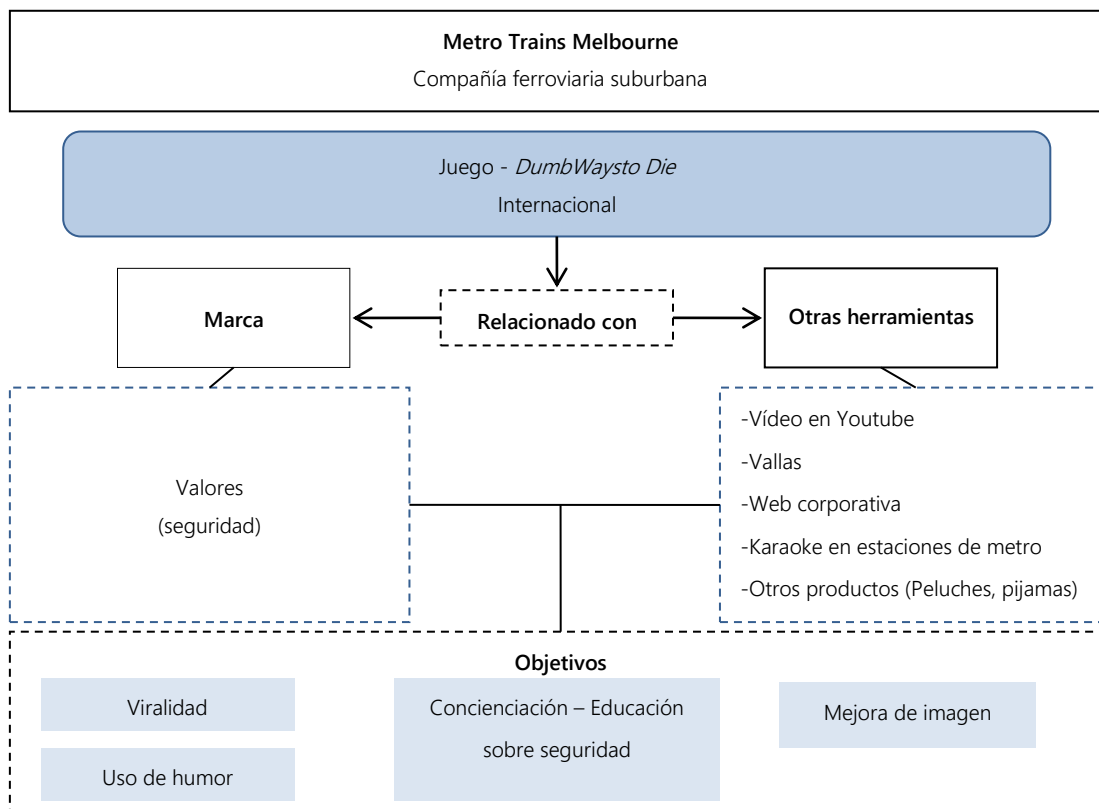 Metro Trains Melbourne
Compañía ferroviaria suburbana
Juego - DumbWaysto Die
Internacional
Marca
Relacionado con
Otras herramientas
Valores
(seguridad)
-Vídeo en Youtube
-Vallas
-Web corporativa
-Karaoke en estaciones de metro
-Otros productos (Peluches, pijamas)
Objetivos
Viralidad
Uso de humor
Concienciación – Educación
sobre seguridad
Mejora de imagen